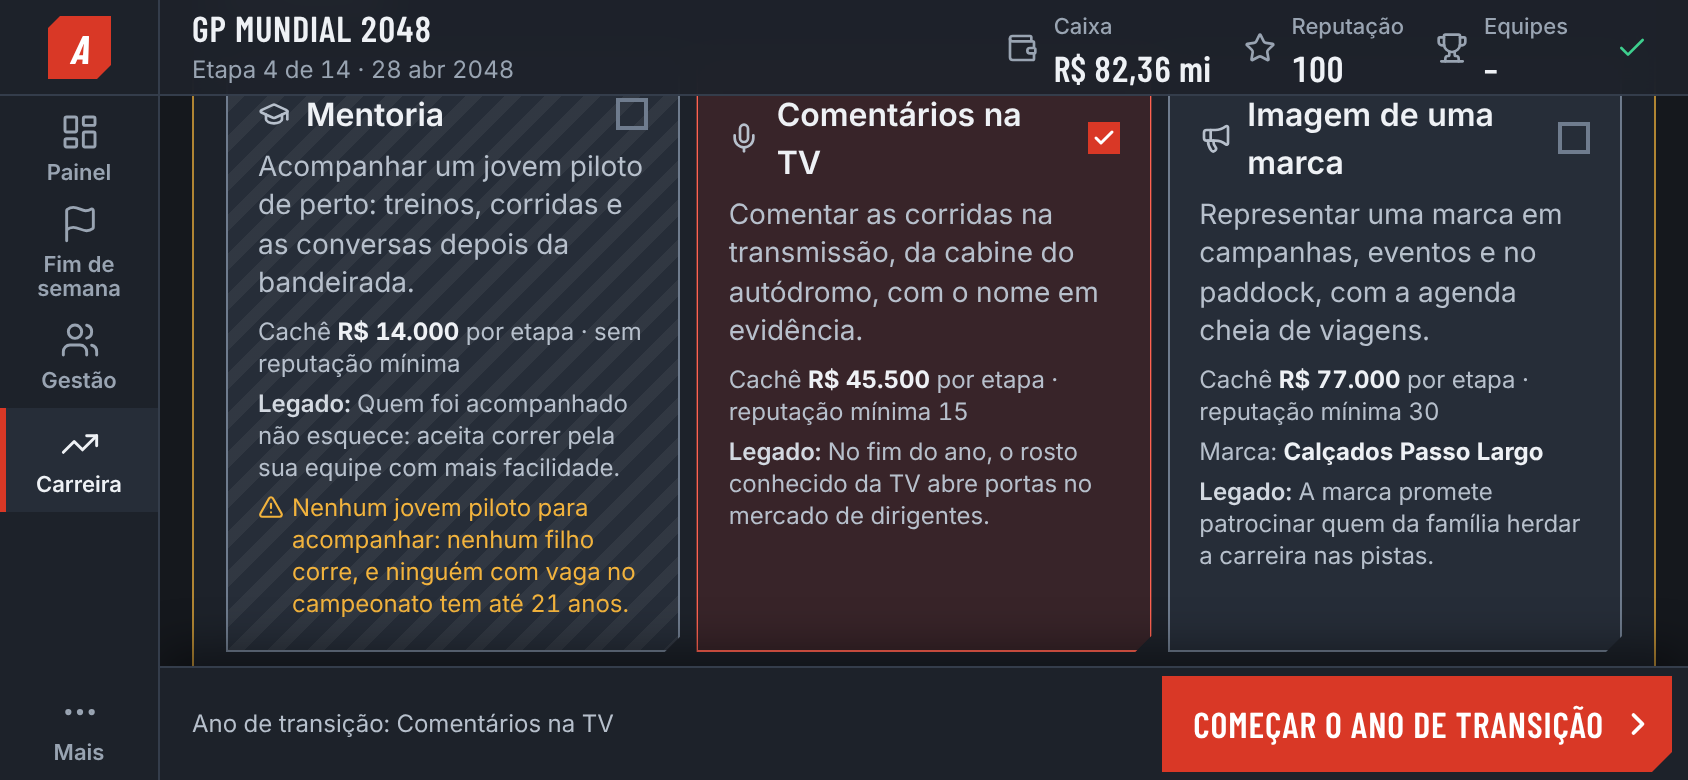 A
GP MUNDIAL 2048
Etapa 4 de 14 · 28 abr 2048
Caixa
R$ 82,36 mi
Reputação
100
Equipes
–
Painel
Fim de
semana
Gestão
Carreira
Mais
Mentoria
Acompanhar um jovem piloto
de perto: treinos, corridas e
as conversas depois da
bandeirada.
Cachê R$ 14.000 por etapa · sem
reputação mínima
Legado: Quem foi acompanhado
não esquece: aceita correr pela
sua equipe com mais facilidade.
Nenhum jovem piloto para
acompanhar: nenhum filho
corre, e ninguém com vaga no
campeonato tem até 21 anos.
Comentários na
TV
Comentar as corridas na
transmissão, da cabine do
autódromo, com o nome em
evidência.
Cachê R$ 45.500 por etapa ·
reputação mínima 15
Legado: No fim do ano, o rosto
conhecido da TV abre portas no
mercado de dirigentes.
Imagem de uma
marca
Representar uma marca em
campanhas, eventos e no
paddock, com a agenda
cheia de viagens.
Cachê R$ 77.000 por etapa ·
reputação mínima 30
Marca: Calçados Passo Largo
Legado: A marca promete
patrocinar quem da família herdar
a carreira nas pistas.
Ano de transição: Comentários na TV
COMEÇAR O ANO DE TRANSIÇÃO